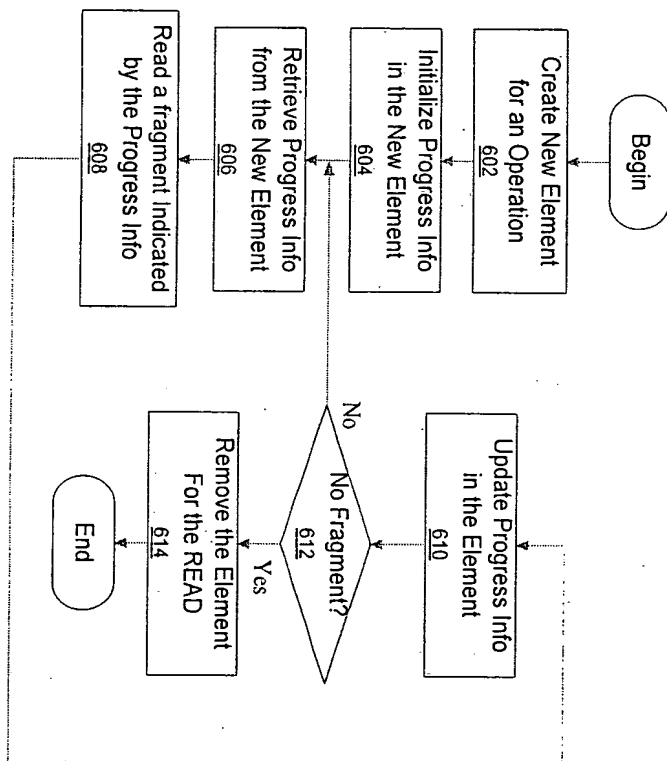 Begin
Create New Element
for an Operation
602
Initialize Progress Info
in the New Element
604
Retrieve Progress Info
from the New Element
606
Read a fragment Indicated
by the Progress Info
608
Update Progress Info
in the Element
610
No Fragment?
612
No
Yes
Remove the Element
For the READ
614
End